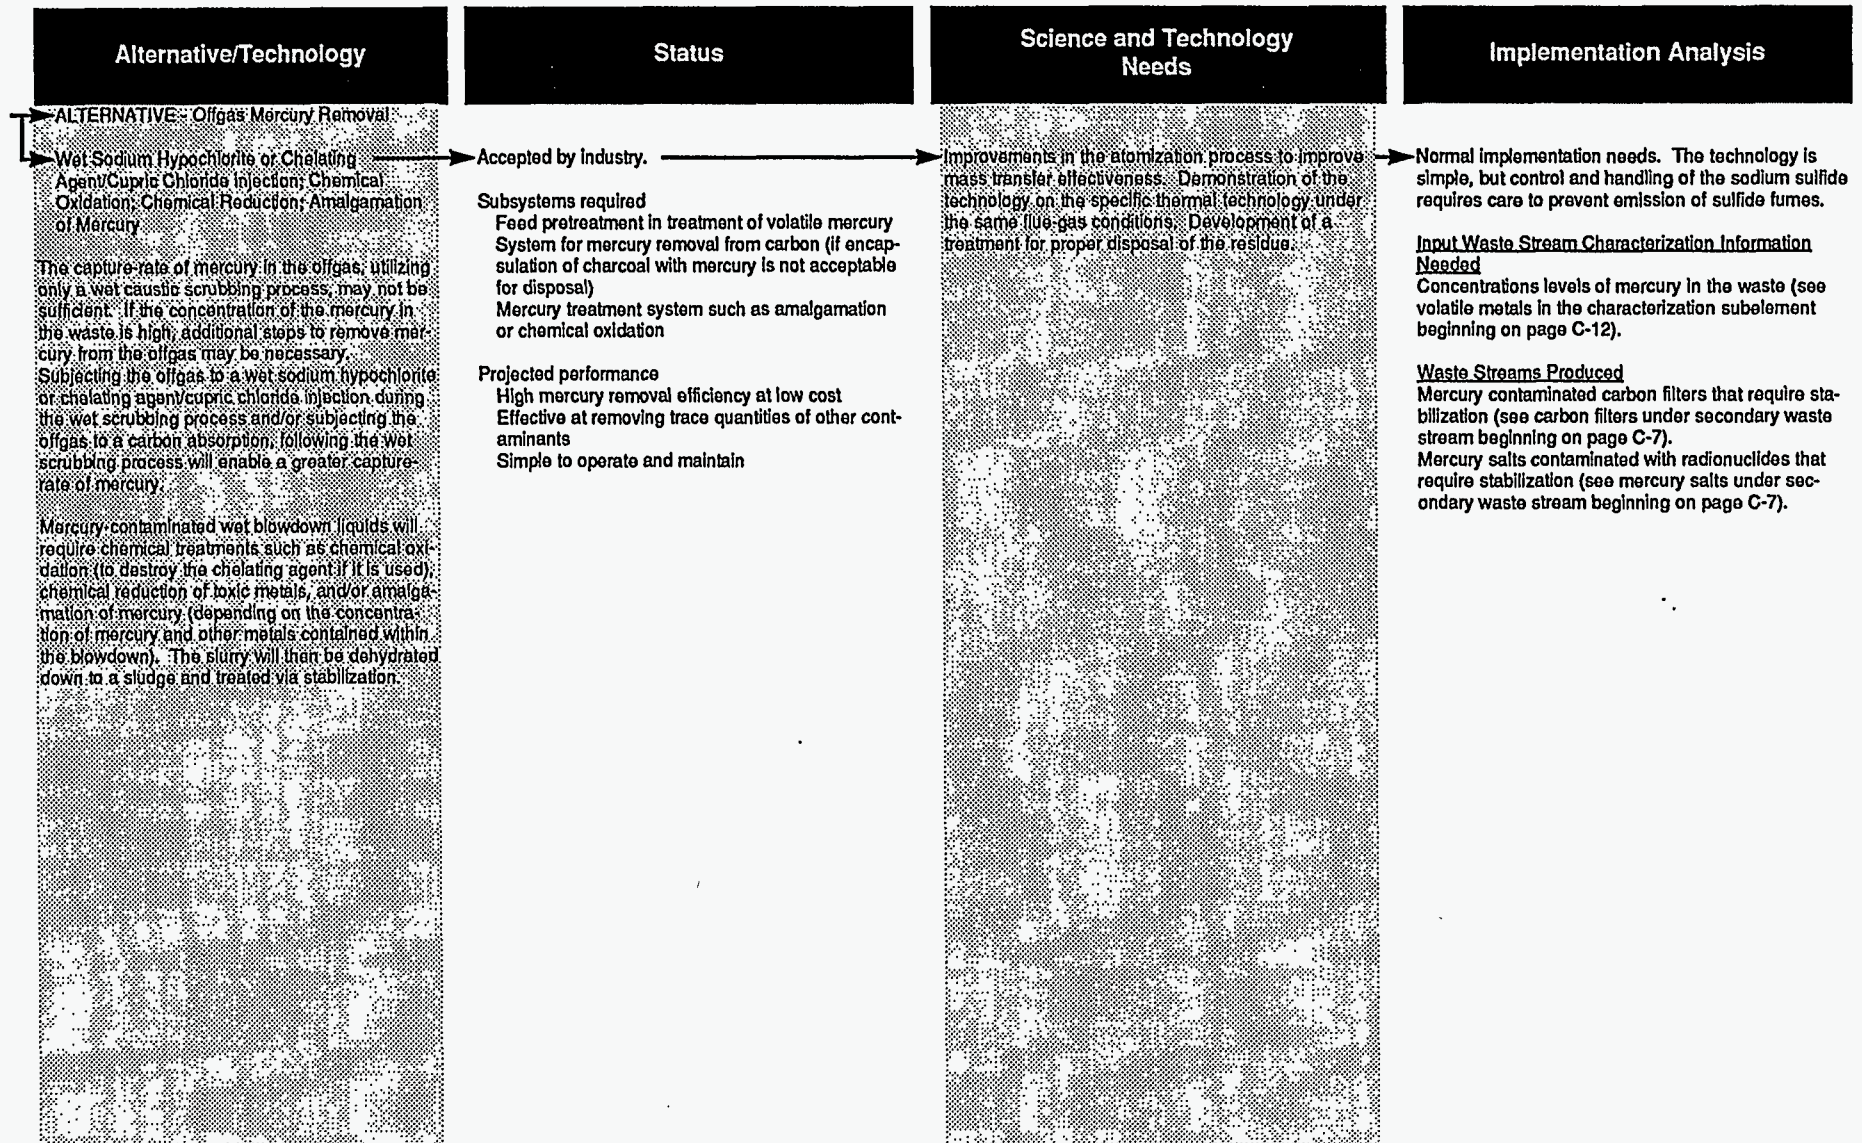 Alternative/Technology
Status
Science and Technology
Needs
Implementation Analysis
ALTERNATIVE - Offgas Mercury Removal
Wet Sodium Hypochlorite or Chelating
Agent/Cupric Chloride Injection; Chemical
Oxidation; Chemical Reduction; Amalgamation
of Mercury
The capture-rate of mercury in the offgas, utilizing
only a wet caustic scrubbing process, may not be
sufficient. If the concentration of the mercury in
the waste is high, additional steps to remove mer-
cury from the offgas may be necessary.
Subjecting the offgas to a wet sodium hypochlorite
or chelating agent/cupric chloride injection during
the wet scrubbing process and/or subjecting the
offgas to a carbon absorption, following the wet
scrubbing process will enable a greater capture-
rate of mercury.
Mercury-contaminated wet blowdown liquids will
require chemical treatments such as chemical oxi-
dation (to destroy the chelating agent if it is used),
chemical reduction of toxic metals, and/or amalga-
mation of mercury (depending on the concentra-
tion of mercury and other metals contained within
the blowdown). The slurry will then be dehydrated
down to a sludge and treated via stabilization.
Accepted by industry.
Subsystems required
Feed pretreatment in treatment of volatile mercury
System for mercury removal from carbon (if encap-
sulation of charcoal with mercury is not acceptable
for disposal)
Mercury treatment system such as amalgamation
or chemical oxidation
Projected performance
High mercury removal efficiency at low cost
Effective at removing trace quantities of other cont-
aminants
Simple to operate and maintain
Improvements in the atomization process to improve
mass transfer effectiveness. Demonstration of the
technology on the specific thermal technology under
the same flue-gas conditions. Development of a
treatment for proper disposal of the residue.
Normal implementation needs. The technology is
simple, but control and handling of the sodium sulfide
requires care to prevent emission of sulfide fumes.
Input Waste Stream Characterization Information
Needed
Concentrations levels of mercury in the waste (see
volatile metals in the characterization subelement
beginning on page C-12).
Waste Streams Produced
Mercury contaminated carbon filters that require sta-
bilization (see carbon filters under secondary waste
stream beginning on page C-7).
Mercury salts contaminated with radionuclides that
require stabilization (see mercury salts under sec-
ondary waste stream beginning on page C-7).